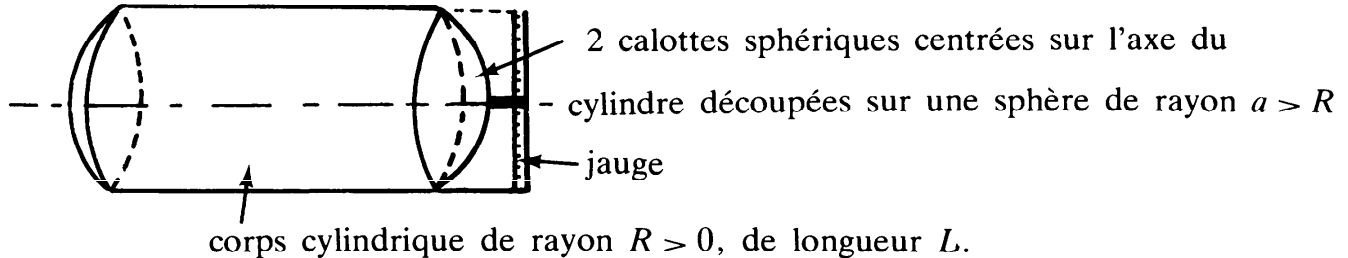 2 calottes sphériques centrées sur l'axe du
cylindre découpées sur une sphère de rayon a > R
jauge
corps cylindrique de rayon R > 0, de longueur L.